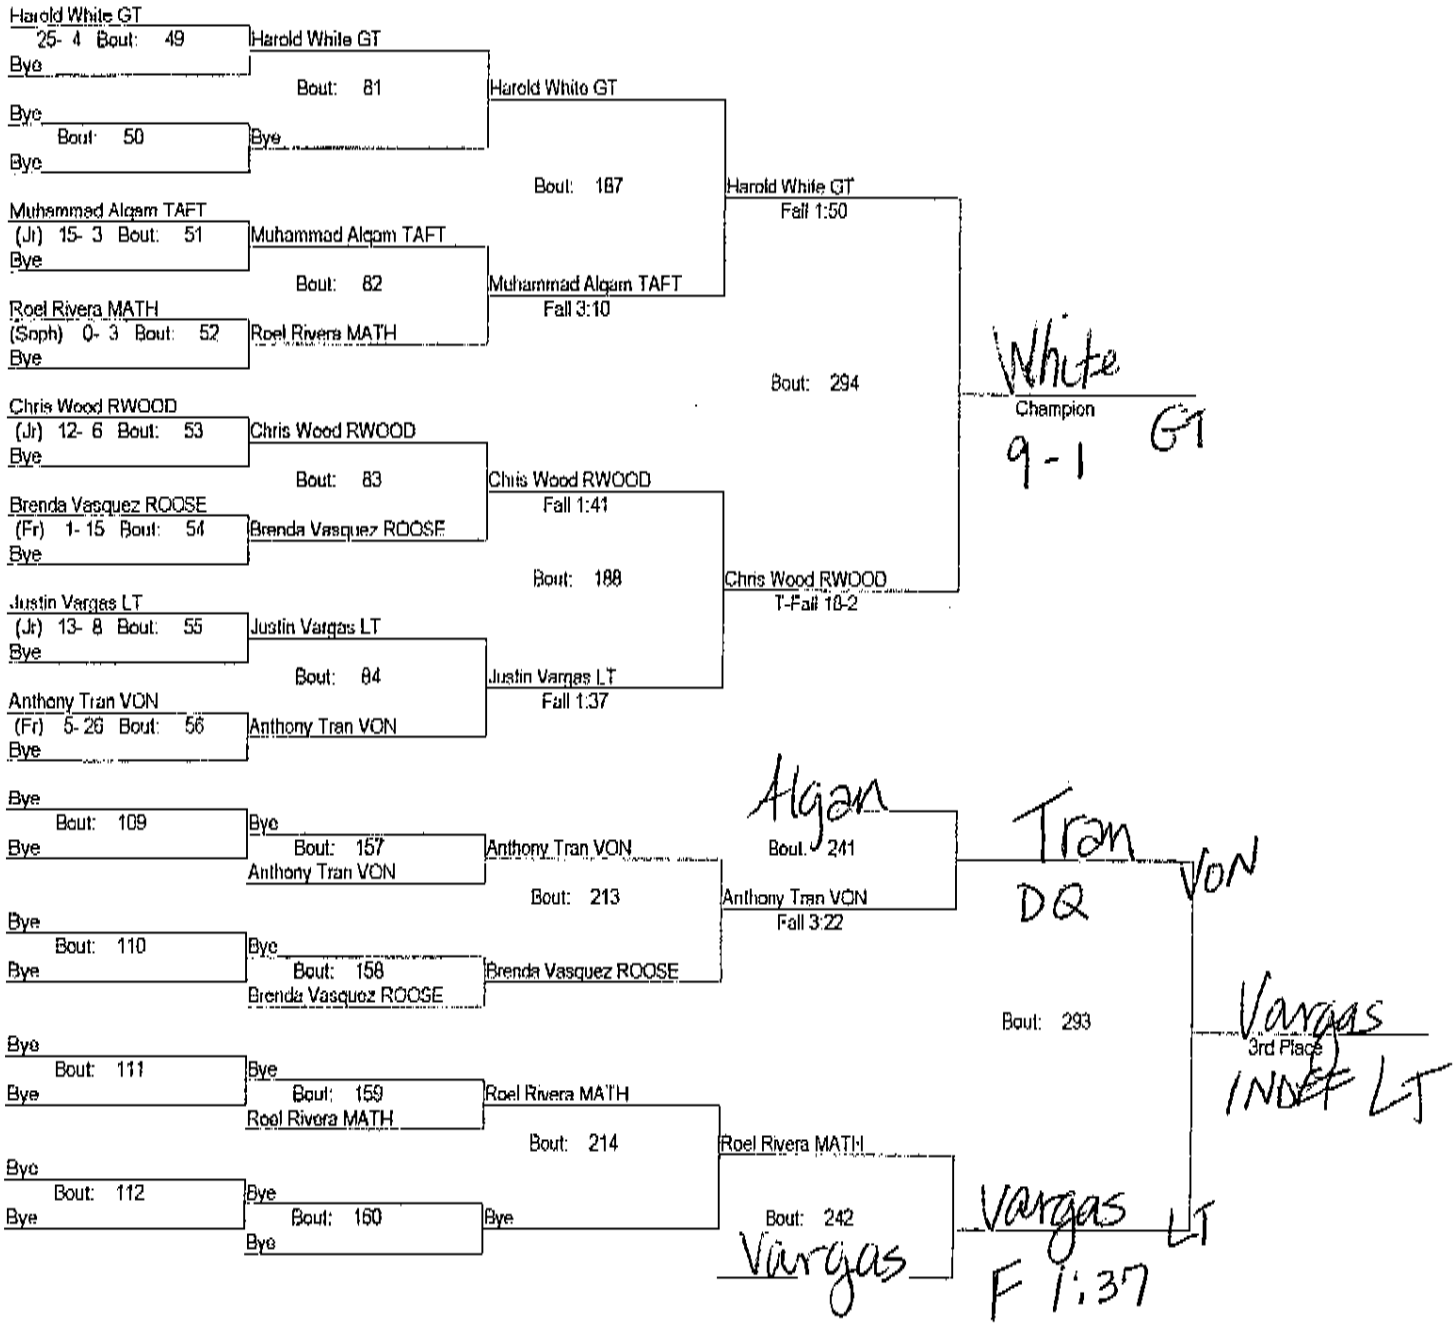 Harold White GT
25- 4 Bout: 49
Bye
Harold White GT
Bout: 81
Bye
Bout: 50
Bye
Bye
Harold White GT
Bout: 187
Muhammad Alqam TAFT
(Jr) 15- 3 Bout: 51
Bye
Muhammad Alqam TAFT
Bout: 82
Roel Rivera MATH
(Soph) 0- 3 Bout: 52
Bye
Roel Rivera MATH
Muhammad Alqam TAFT
Fall 3:10
Harold White GT
Fall 1:50
Bout: 294
Chris Wood RWOOD
(Jr) 12- 6 Bout: 53
Bye
Chris Wood RWOOD
Bout: 83
Brenda Vasquez ROOSE
(Fr) 1- 15 Bout: 54
Bye
Brenda Vasquez ROOSE
Chris Wood RWOOD
Fall 1:41
Bout: 188
Justin Vargas LT
(Jr) 13- 8 Bout: 55
Bye
Justin Vargas LT
Bout: 84
Anthony Tran VON
(Fr) 5- 26 Bout: 56
Bye
Anthony Tran VON
Justin Vargas LT
Fall 1:37
Chris Wood RWOOD
T-Fall 18-2
White
Champion
9-1 GT
Bye
Bout: 109
Bye
Bye
Bout: 157
Anthony Tran VON
Anthony Tran VON
Bout: 213
Bye
Bout: 110
Bye
Bye
Bout: 158
Brenda Vasquez ROOSE
Brenda Vasquez ROOSE
Algan
Bout: 241
Anthony Tran VON
Fall 3:22
Tran VON
DQ
Bout: 293
Bye
Bout: 111
Bye
Bye
Bout: 159
Roel Rivera MATH
Roel Rivera MATH
Bout: 214
Bye
Bout: 112
Bye
Bye
Bout: 160
Bye
Bye
Roel Rivera MATH
Bout: 242
Vargas
Vargas LT
F 1:37
Vargas
3rd Place
INDEF LT